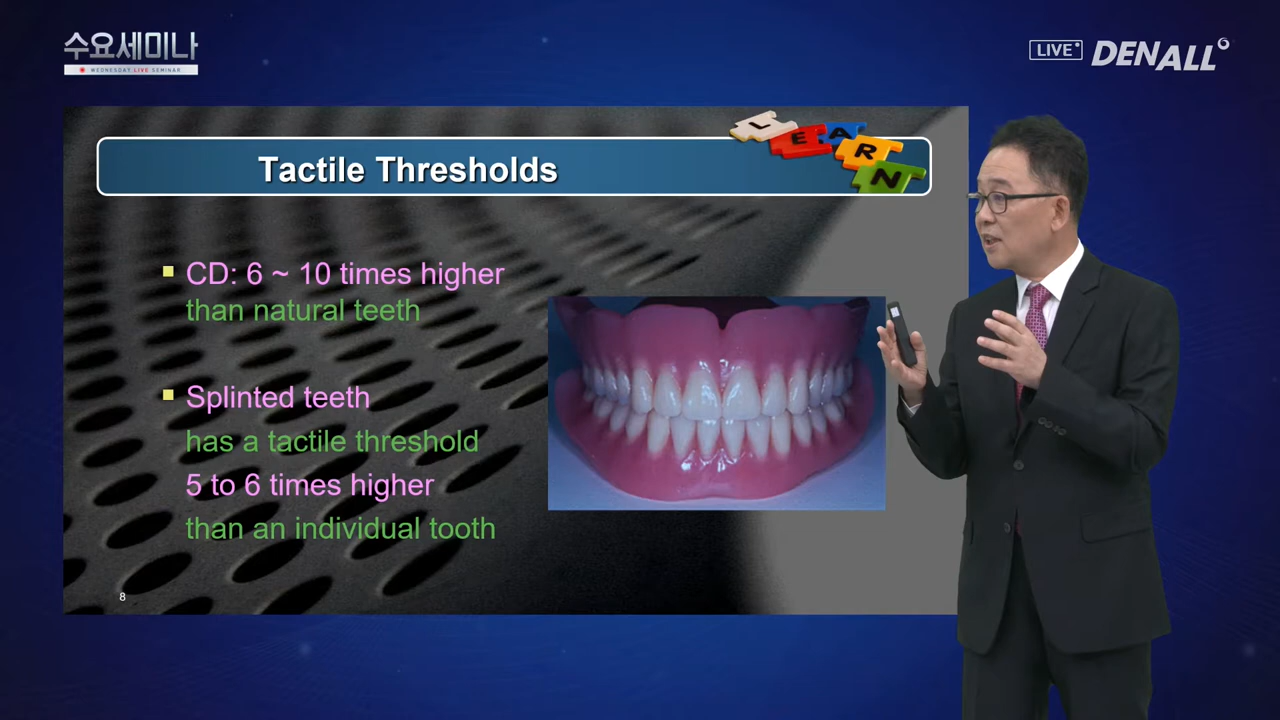 수요세미나
WEDNESDAY LIVE SEMINAR
LIVE
DENALL
LEARN
Tactile Thresholds
CD: 6 ~ 10 times higher
than natural teeth
Splinted teeth
has a tactile threshold
5 to 6 times higher
than an individual tooth
8